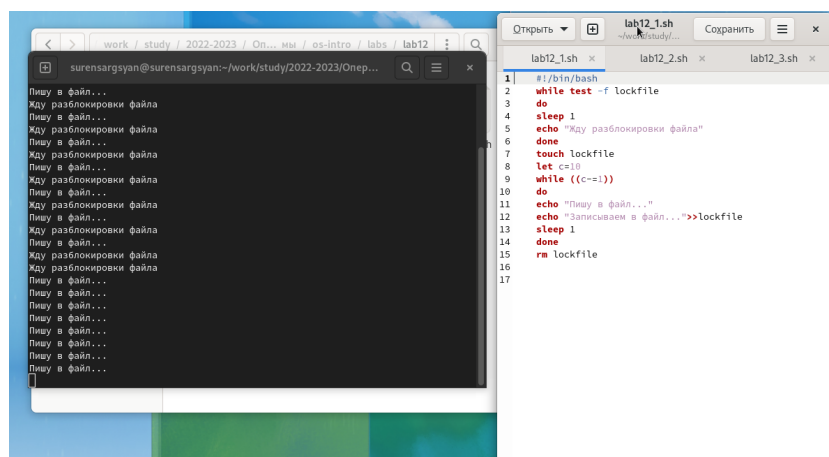 work / study / 2022-2023 / Оп... мы / os-intro / labs / lab12
surensargsyan@surensargsyan:~/work/study/2022-2023/Опер...
Пишу в файл...
Жду разблокировки файла
Пишу в файл...
Жду разблокировки файла
Пишу в файл...
Жду разблокировки файла
Пишу в файл...
Жду разблокировки файла
Пишу в файл...
Жду разблокировки файла
Пишу в файл...
Жду разблокировки файла
Пишу в файл...
Жду разблокировки файла
Жду разблокировки файла
Пишу в файл...
Пишу в файл...
Пишу в файл...
Пишу в файл...
Пишу в файл...
Пишу в файл...
Пишу в файл...
Пишу в файл...
Открыть
lab12_1.sh
~/work/study/...
Сохранить
lab12_1.sh × lab12_2.sh × lab12_3.sh ×
1 #!/bin/bash
2 while test -f lockfile
3 do
4 sleep 1
5 echo "Жду разблокировки файла"
6 done
7 touch lockfile
8 let c=10
9 while ((c-=1))
10 do
11 echo "Пишу в файл..."
12 echo "Записываем в файл...">>lockfile
13 sleep 1
14 done
15 rm lockfile
16
17